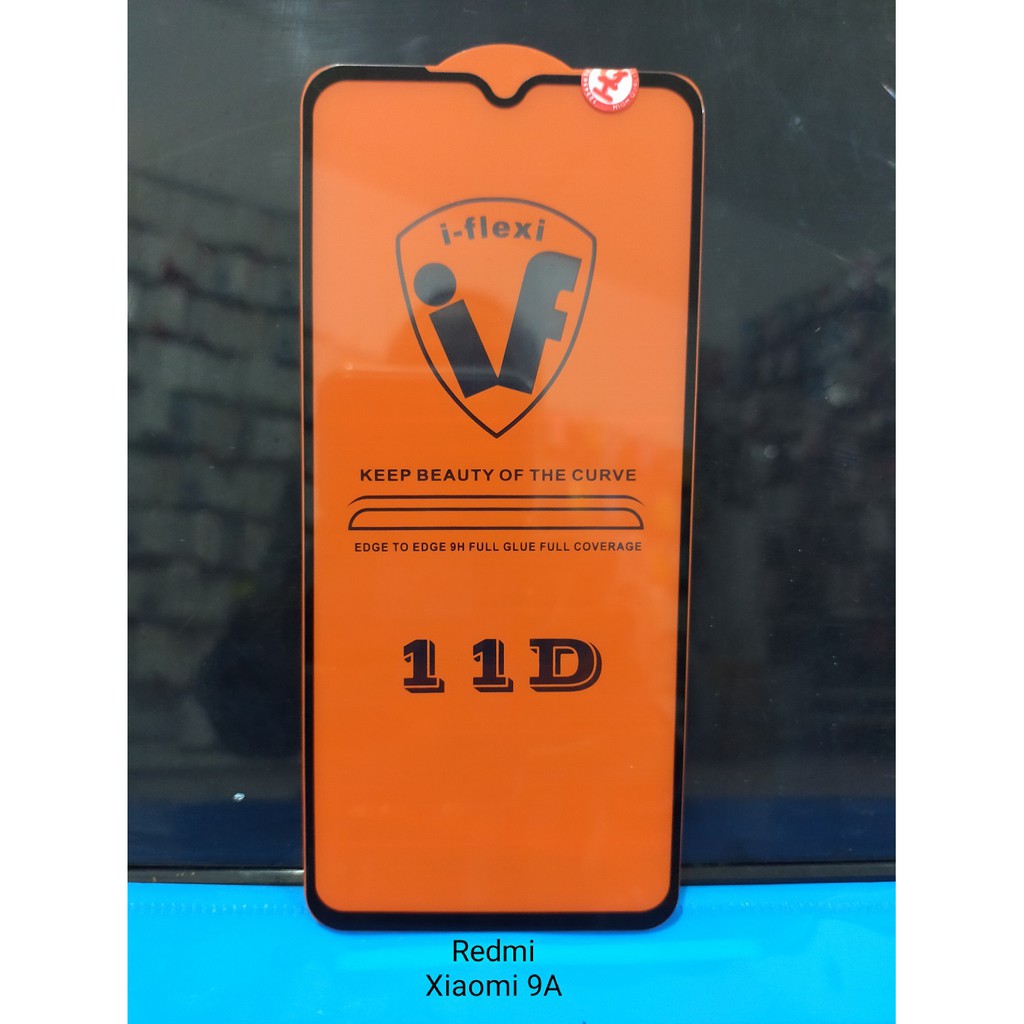 i-flexi
if
KEEP BEAUTY OF THE CURVE
EDGE TO EDGE 9H FULL GLUE FULL COVERAGE
11D
Redmi
Xiaomi 9A